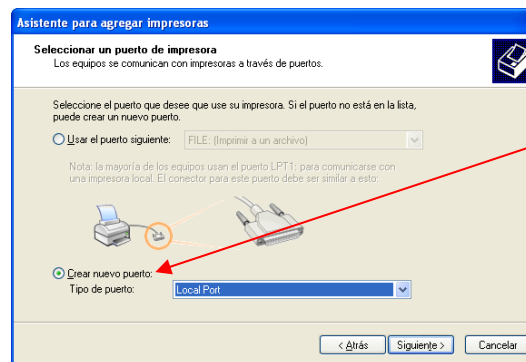 Asistente para agregar impresoras
Seleccionar un puerto de impresora
Los equipos se comunican con impresoras a través de puertos.
Seleccione el puerto que desee que use su impresora. Si el puerto no está en la lista,
puede crear un nuevo puerto.
Usar el puerto siguiente: FILE: (Imprimir a un archivo)
Nota: la mayoría de los equipos usan el puerto LPT1: para comunicarse con
una impresora local. El conector para este puerto debe ser similar a esto:
Crear nuevo puerto:
Tipo de puerto: Local Port
< Atrás Siguiente > Cancelar